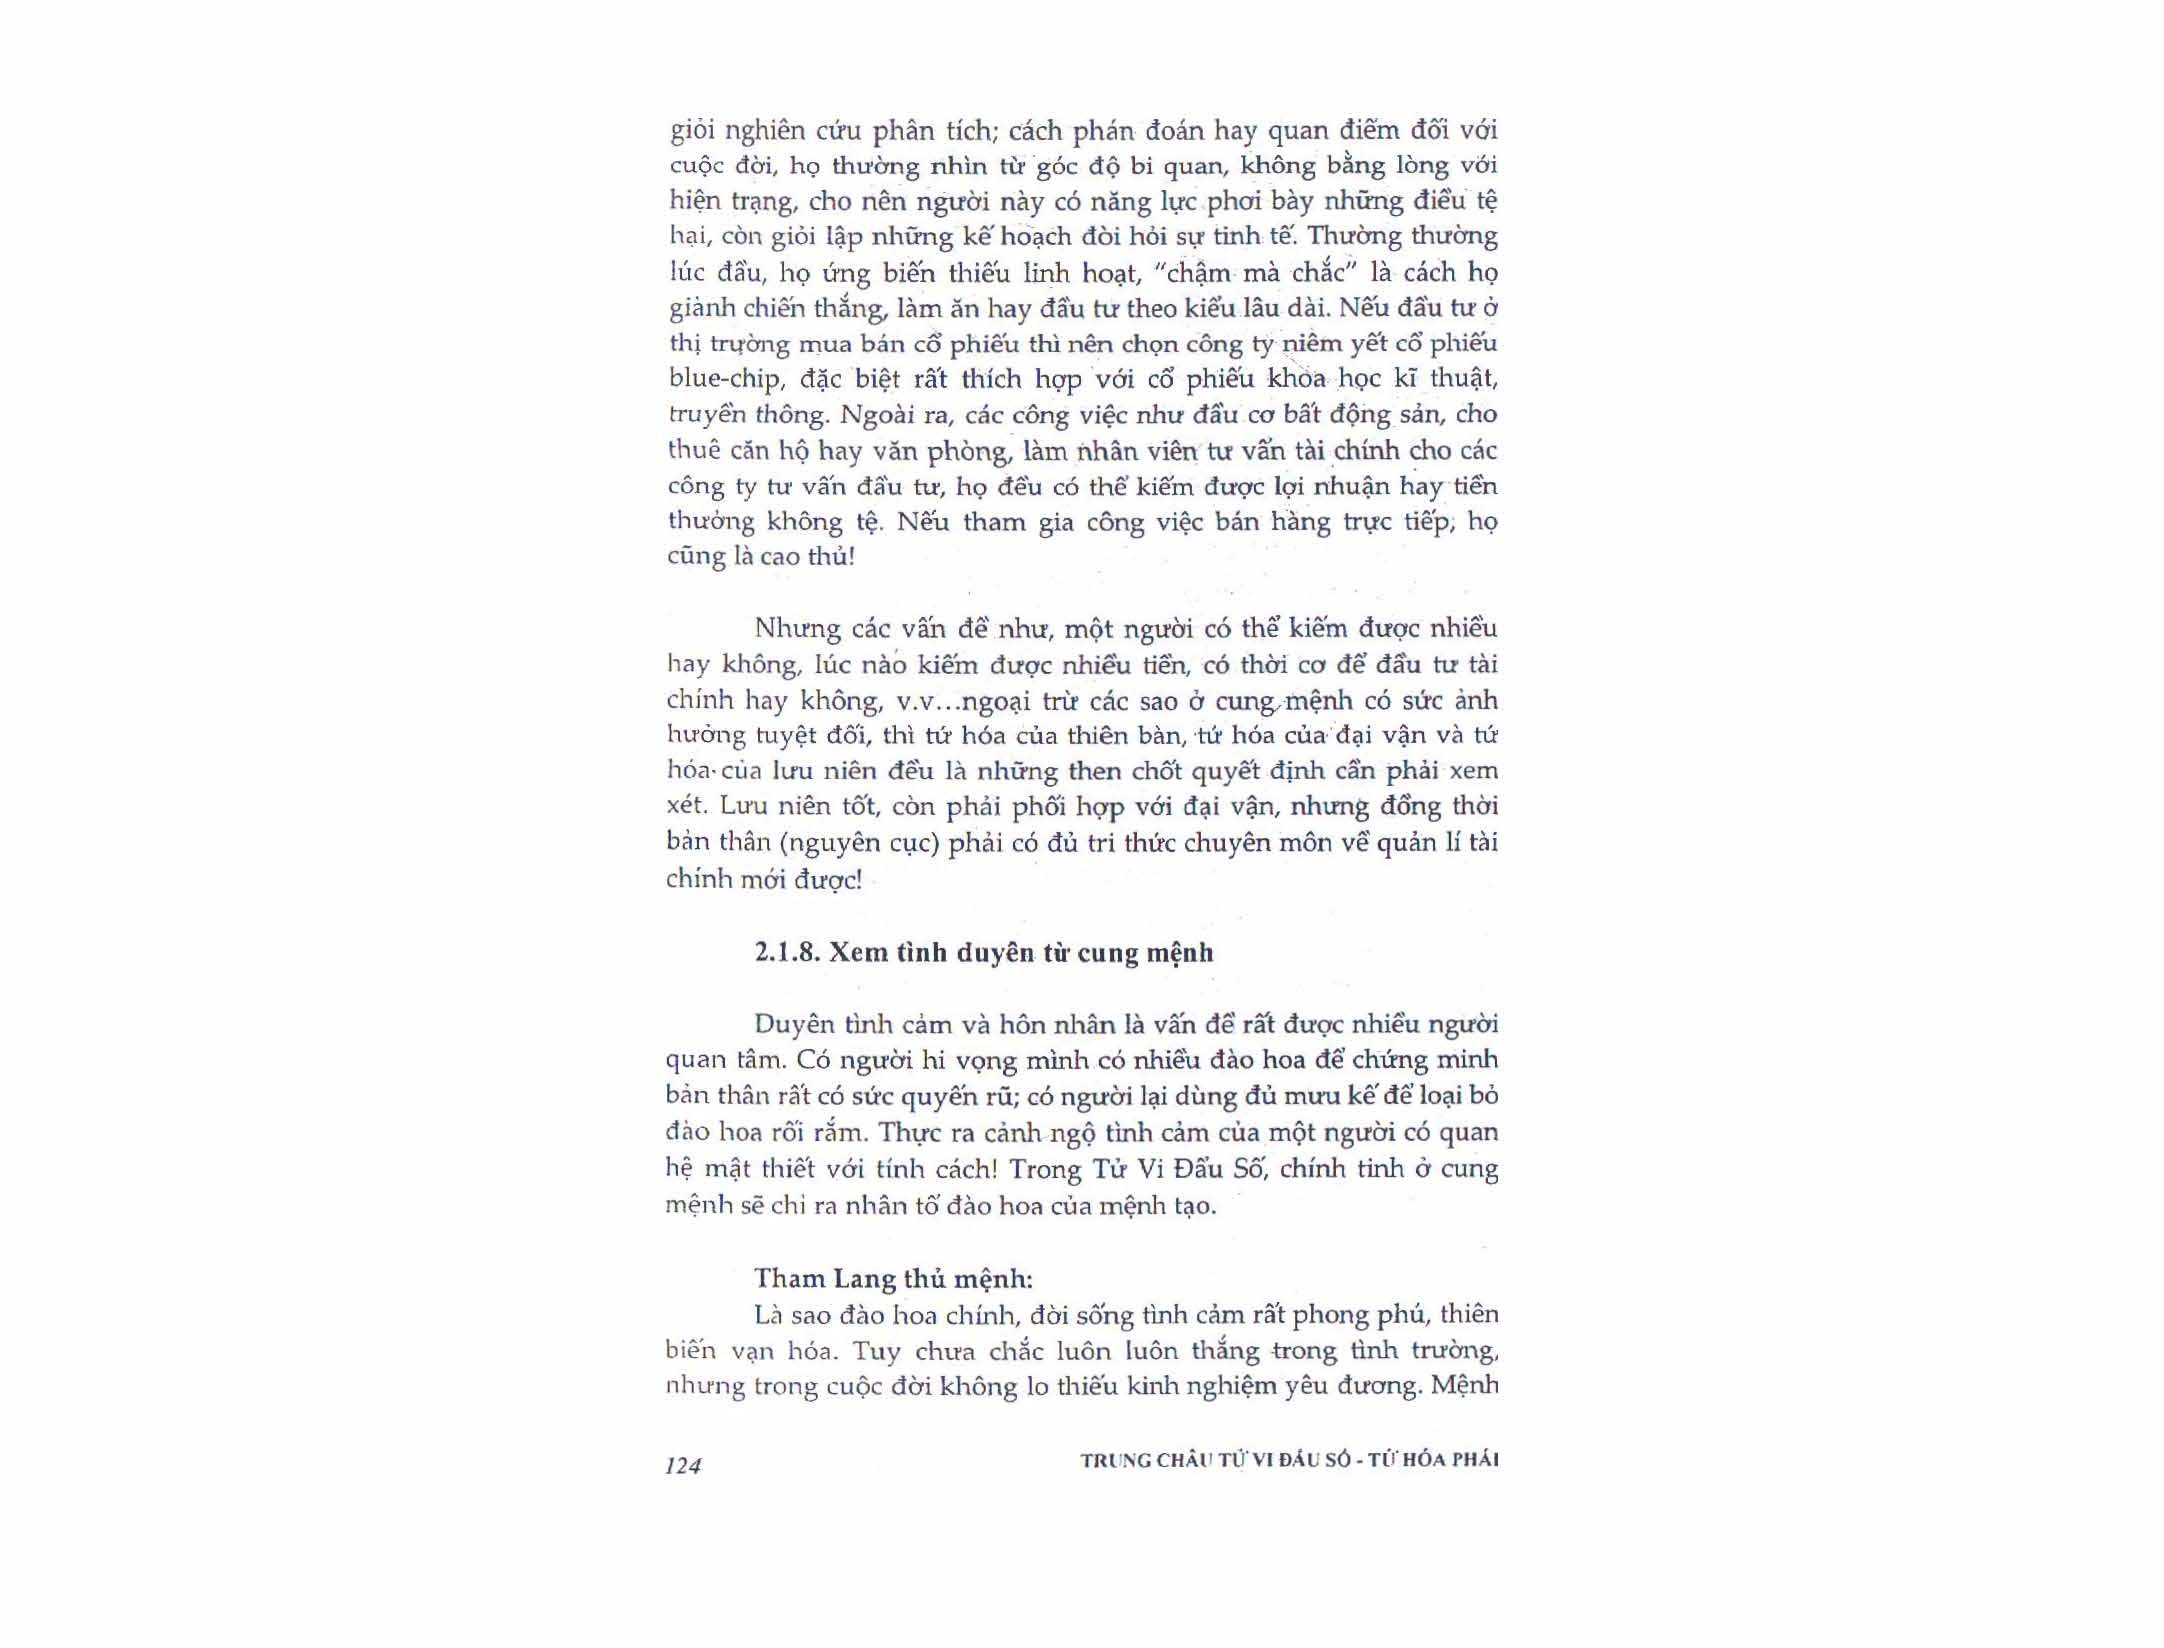 giỏi nghiên cứu phân tích; cách phán đoán hay quan điểm đối với
cuộc đời, họ thường nhìn từ góc độ bi quan, không bằng lòng với
hiện trạng, cho nên người này có năng lực phơi bày những điều tệ
hại, còn giỏi lập những kế hoạch đòi hỏi sự tinh tế. Thường thường
lúc đầu, họ ứng biến thiếu linh hoạt, "chậm mà chắc" là cách họ
giành chiến thắng, làm ăn hay đầu tư theo kiểu lâu dài. Nếu đầu tư ở
thị trường mua bán cổ phiếu thì nên chọn công ty niêm yết cổ phiếu
blue-chip, đặc biệt rất thích hợp với cổ phiếu khoa học kĩ thuật,
truyền thông. Ngoài ra, các công việc như đầu cơ bất động sản, cho
thuê căn hộ hay văn phòng, làm nhân viên tư vấn tài chính cho các
công ty tư vấn đầu tư, họ đều có thể kiếm được lợi nhuận hay tiền
thưởng không tệ. Nếu tham gia công việc bán hàng trực tiếp, họ
cũng là cao thủ!
Nhưng các vấn đề như, một người có thể kiếm được nhiều
hay không, lúc nào kiếm được nhiều tiền, có thời cơ để đầu tư tài
chính hay không, v.v...ngoại trừ các sao ở cung mệnh có sức ảnh
hưởng tuyệt đối, thì tứ hóa của thiên bàn, tứ hóa của đại vận và tứ
hóa của lưu niên đều là những then chốt quyết định cần phải xem
xét. Lưu niên tốt, còn phải phối hợp với đại vận, nhưng đồng thời
bản thân (nguyên cục) phải có đủ tri thức chuyên môn về quản lí tài
chính mới được!
2.1.8. Xem tình duyên từ cung mệnh
Duyên tình cảm và hôn nhân là vấn đề rất được nhiều người
quan tâm. Có người hi vọng mình có nhiều đào hoa để chứng minh
bản thân rất có sức quyến rũ; có người lại dùng đủ mưu kế để loại bỏ
đào hoa rối rắm. Thực ra cảnh ngộ tình cảm của một người có quan
hệ mật thiết với tính cách! Trong Tử Vi Đẩu Số, chính tinh ở cung
mệnh sẽ chỉ ra nhân tố đào hoa của mệnh tạo.
Tham Lang thủ mệnh:
Là sao đào hoa chính, đời sống tình cảm rất phong phú, thiên
biến vạn hóa. Tuy chưa chắc luôn luôn thắng trong tình trường,
nhưng trong cuộc đời không lo thiếu kinh nghiệm yêu đương. Mệnh
124 TRUNG CHÂU TỬ VI ĐẨU SỐ - TỨ HÓA PHÁI